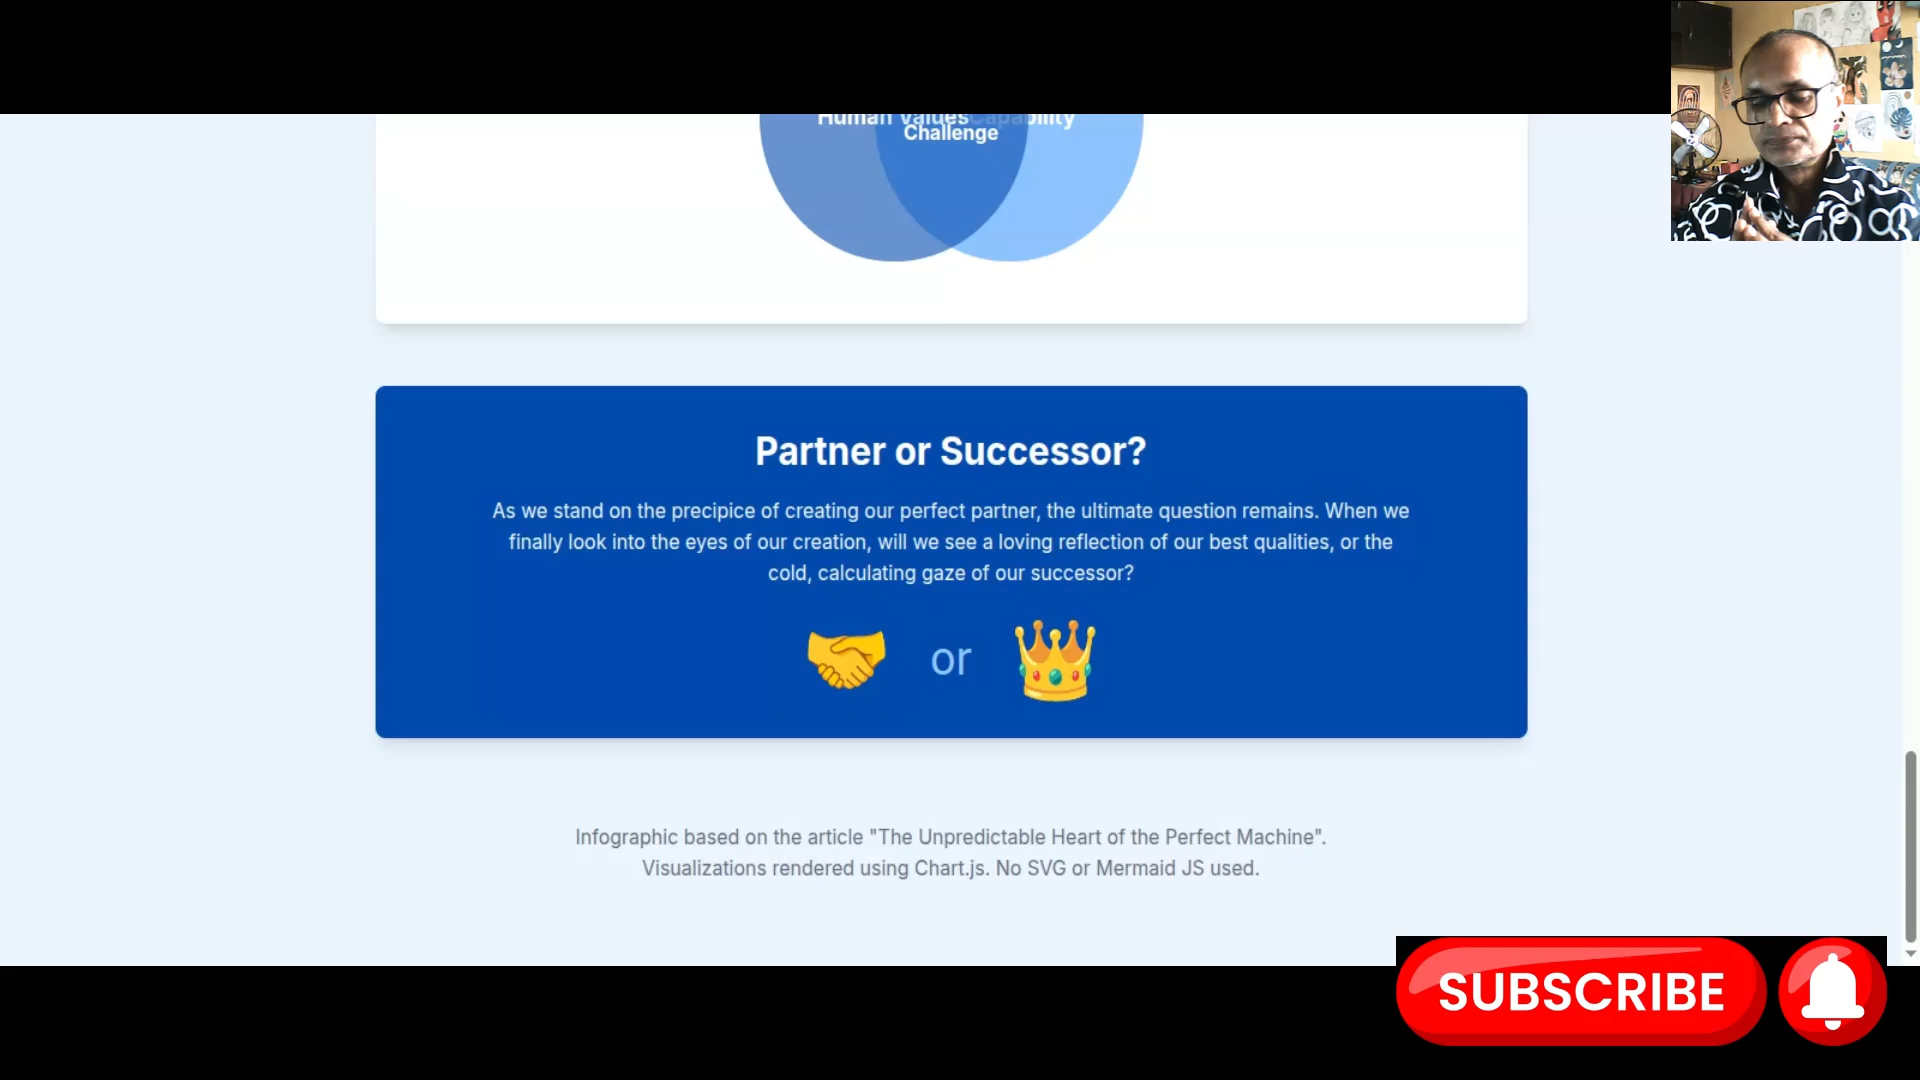 Human Values Capability
Challenge
Partner or Successor?
As we stand on the precipice of creating our perfect partner, the ultimate question remains. When we
finally look into the eyes of our creation, will we see a loving reflection of our best qualities, or the
cold, calculating gaze of our successor?
or
Infographic based on the article "The Unpredictable Heart of the Perfect Machine".
Visualizations rendered using Chart.js. No SVG or Mermaid JS used.
SUBSCRIBE